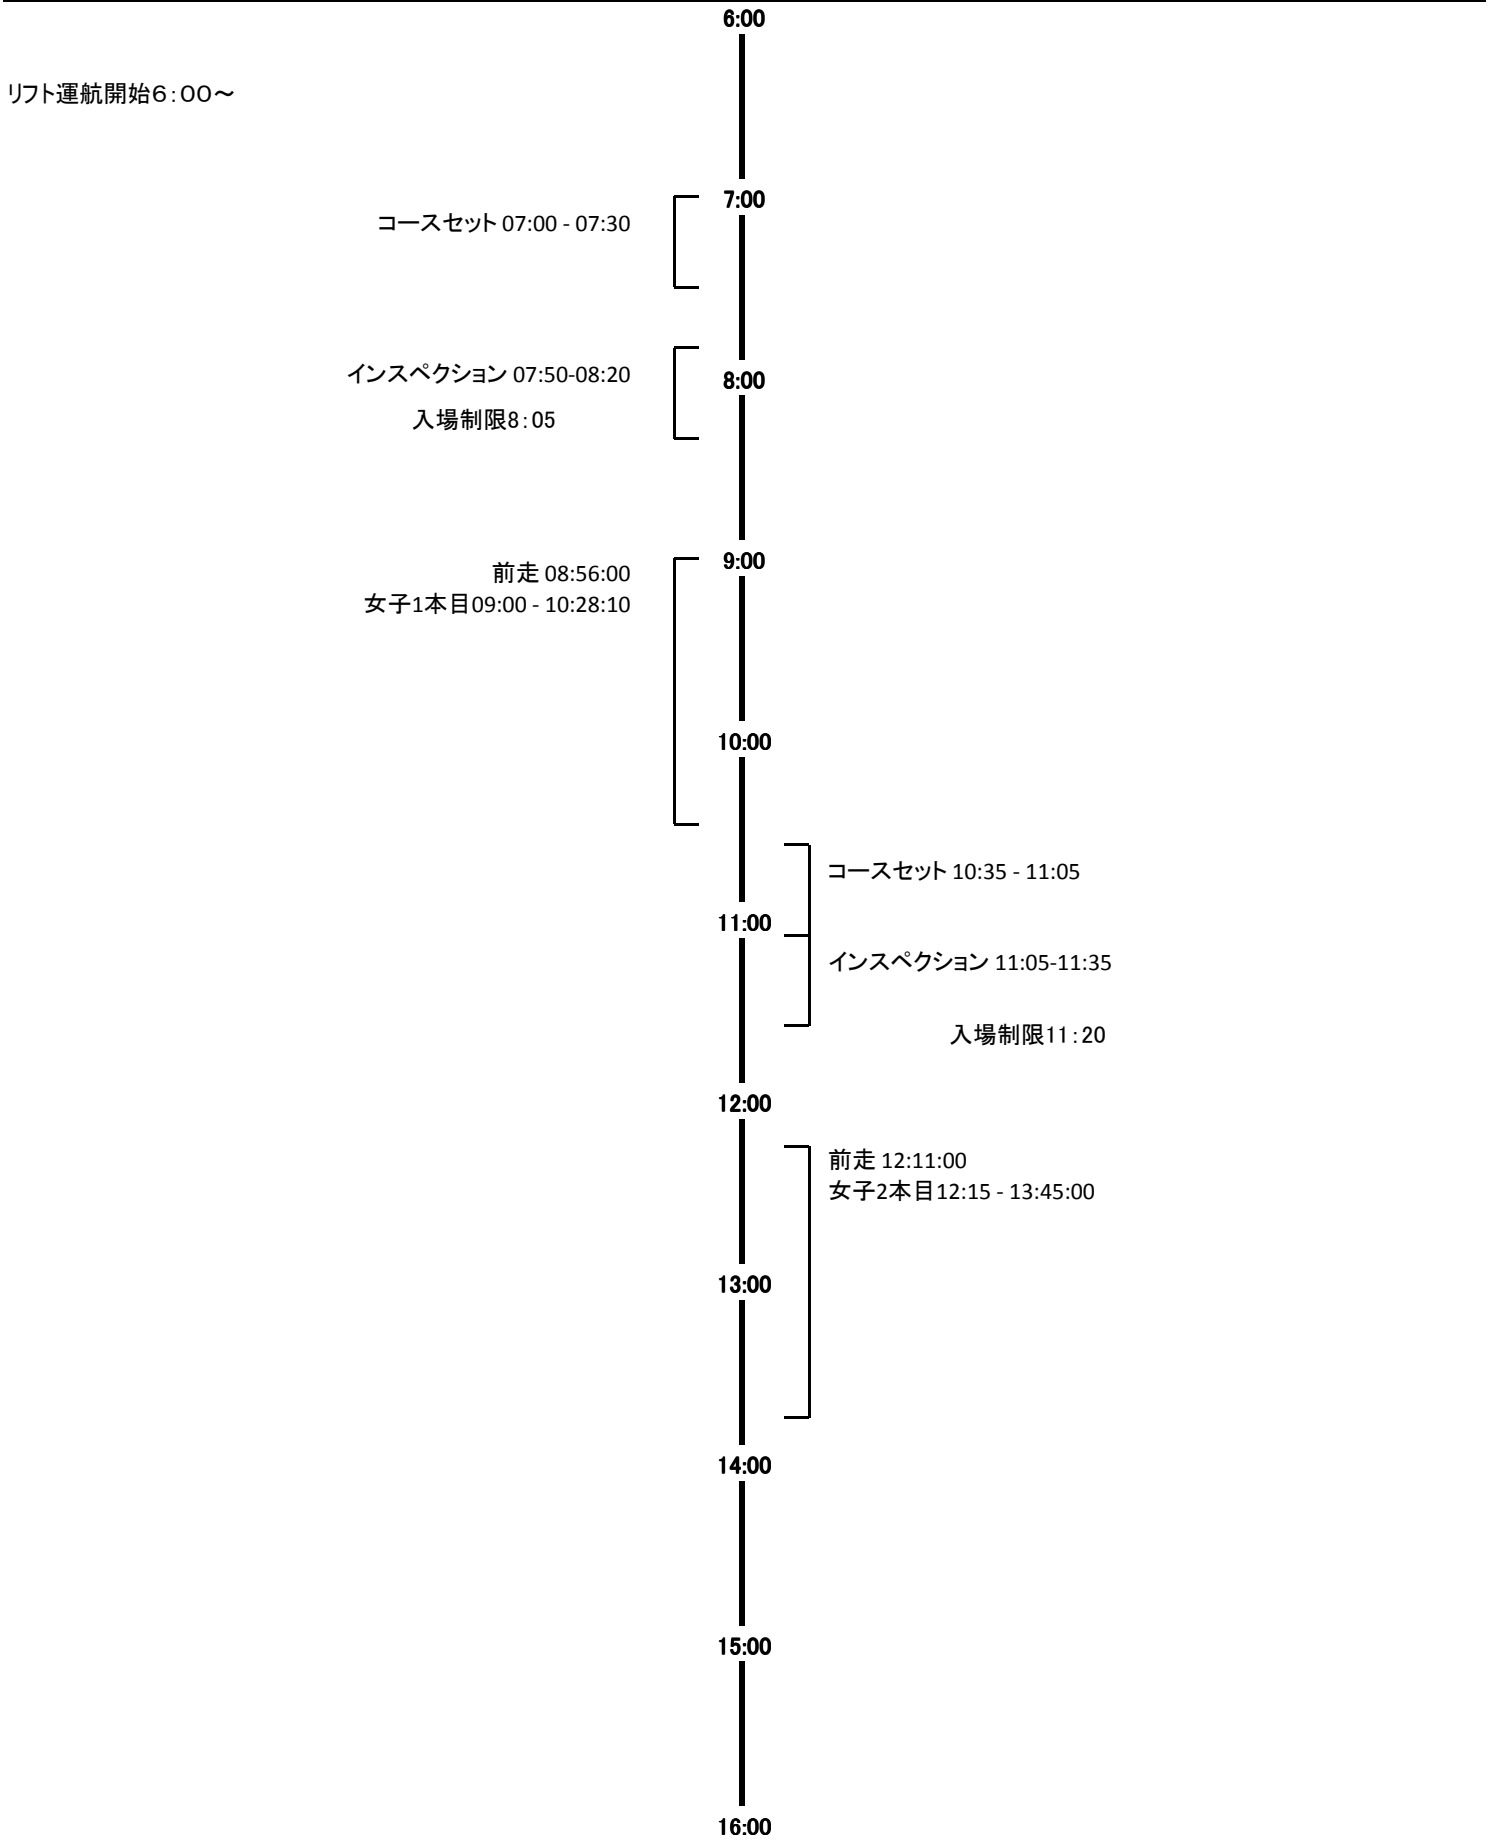 6:00
リフト運航開始6:00～
7:00
コースセット 07:00 - 07:30
インスペクション 07:50-08:20
8:00
入場制限8:05
9:00
前走 08:56:00
女子1本目09:00 - 10:28:10
10:00
コースセット 10:35 - 11:05
11:00
インスペクション 11:05-11:35
入場制限11:20
12:00
前走 12:11:00
女子2本目12:15 - 13:45:00
13:00
14:00
15:00
16:00